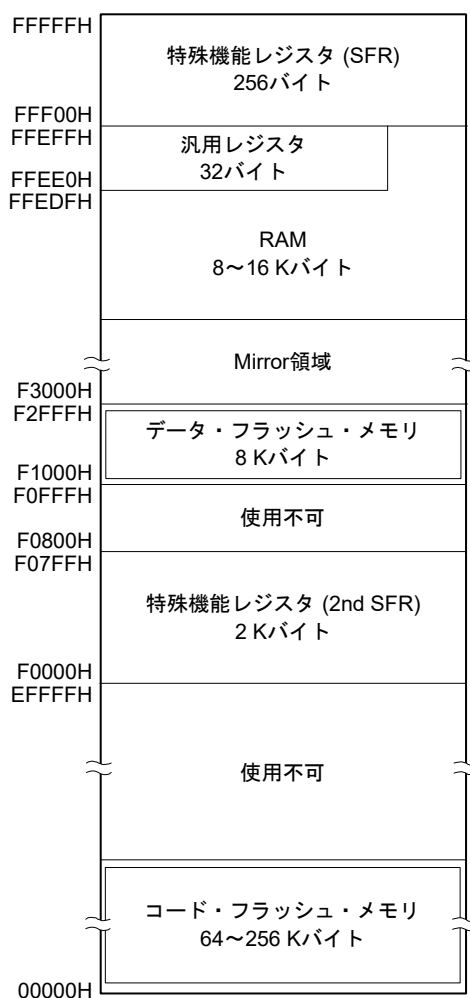 FFFFFH
特殊機能レジスタ (SFR)
256バイト
FFF00H
FFEFFH
汎用レジスタ
32バイト
FFEE0H
FFEDFH
RAM
8～16 Kバイト
Mirror領域
F3000H
F2FFFH
データ・フラッシュ・メモリ
8 Kバイト
F1000H
F0FFFH
使用不可
F0800H
F07FFH
特殊機能レジスタ (2nd SFR)
2 Kバイト
F0000H
EFFFFH
使用不可
コード・フラッシュ・メモリ
64～256 Kバイト
00000H